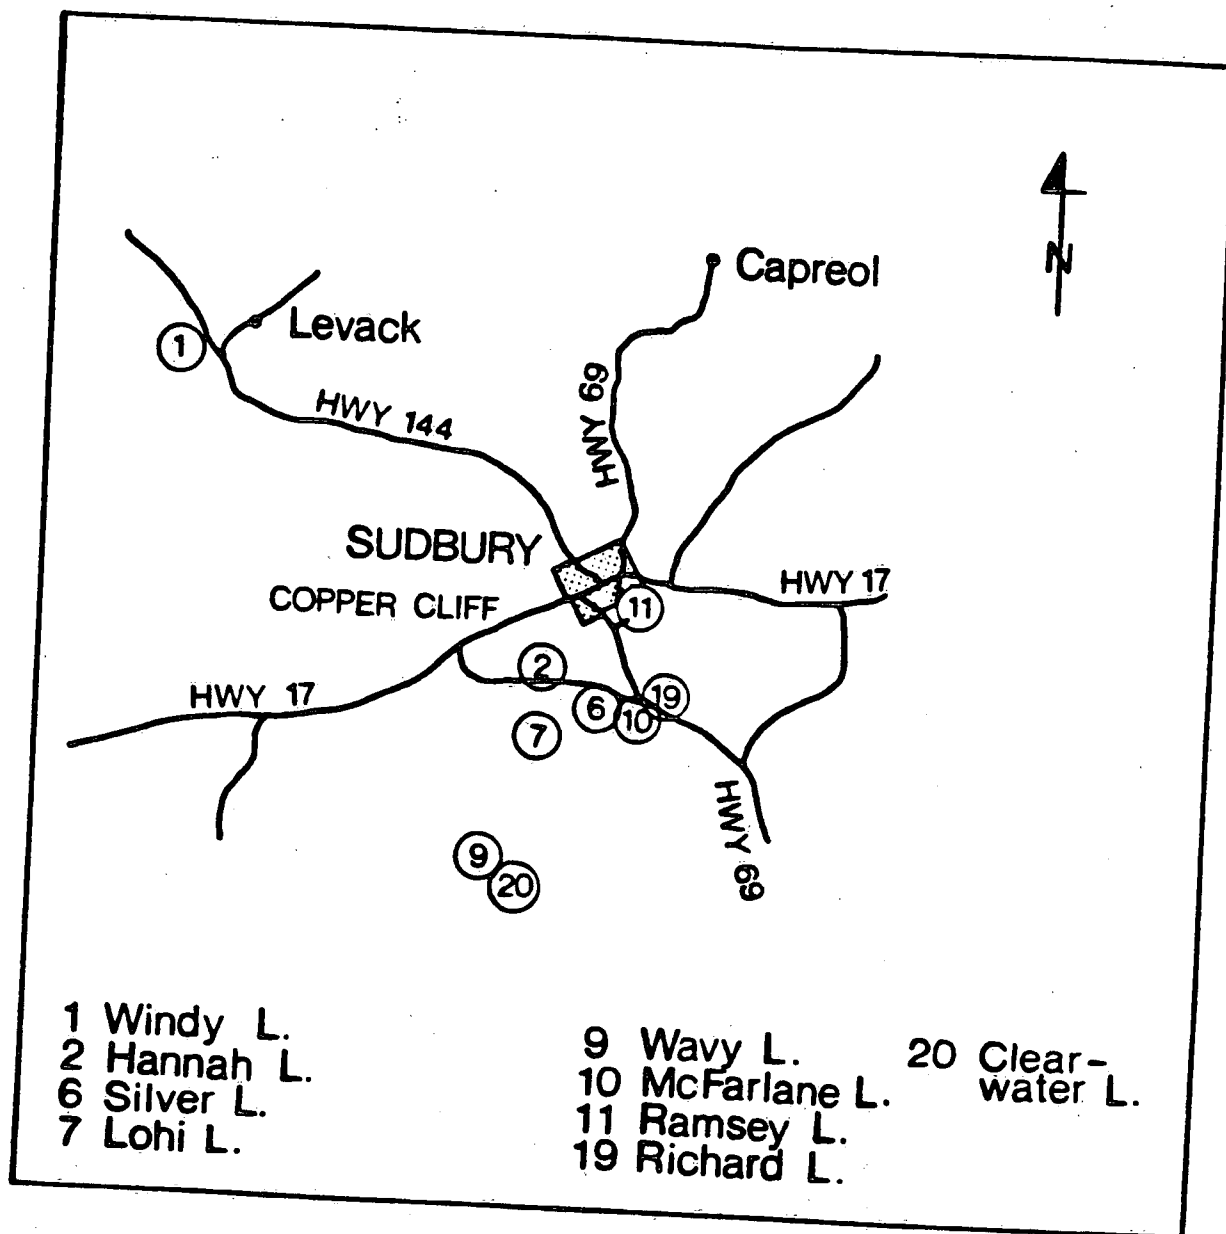 N
Capreol
Levack
1
HWY 69
HWY 144
SUDBURY
HWY 17
COPPER CLIFF
11
2
HWY 17
19
6
10
7
HWY 69
9
20
1 Windy L.
2 Hannah L.
6 Silver L.
7 Lohi L.
9 Wavy L.
10 McFarlane L.
11 Ramsey L.
19 Richard L.
20 Clear-
water L.